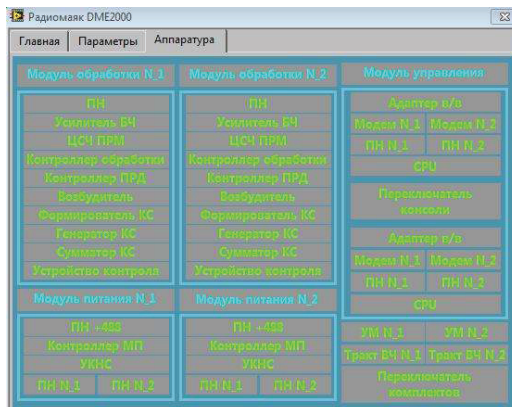 Радиомаяк DME2000
Главная Параметры Аппаратура
Модуль обработки N_1
ПН
Усилитель ВЧ
ЦСЧ ПРМ
Контроллер обработки
Контроллер ПРД
Возбудитель
Формирователь КС
Генератор КС
Сумматор КС
Устройство контроля
Модуль питания N_1
ПН +48В
Контроллер МП
УКНС
ПН N_1 ПН N_2
Модуль обработки N_2
ПН
Усилитель ВЧ
ЦСЧ ПРМ
Контроллер обработки
Контроллер ПРД
Возбудитель
Формирователь КС
Генератор КС
Сумматор КС
Устройство контроля
Модуль питания N_2
ПН +48В
Контроллер МП
УКНС
ПН N_1 ПН N_2
Модуль управления
Адаптер в/в
Модем N_1 Модем N_2
ПН N_1 ПН N_2
CPU
Переключатель
консоли
Адаптер в/в
Модем N_1 Модем N_2
ПН N_1 ПН N_2
CPU
УМ N_1 УМ N_2
Тракт ВЧ N_1 Тракт ВЧ N_2
Переключатель
комплектов